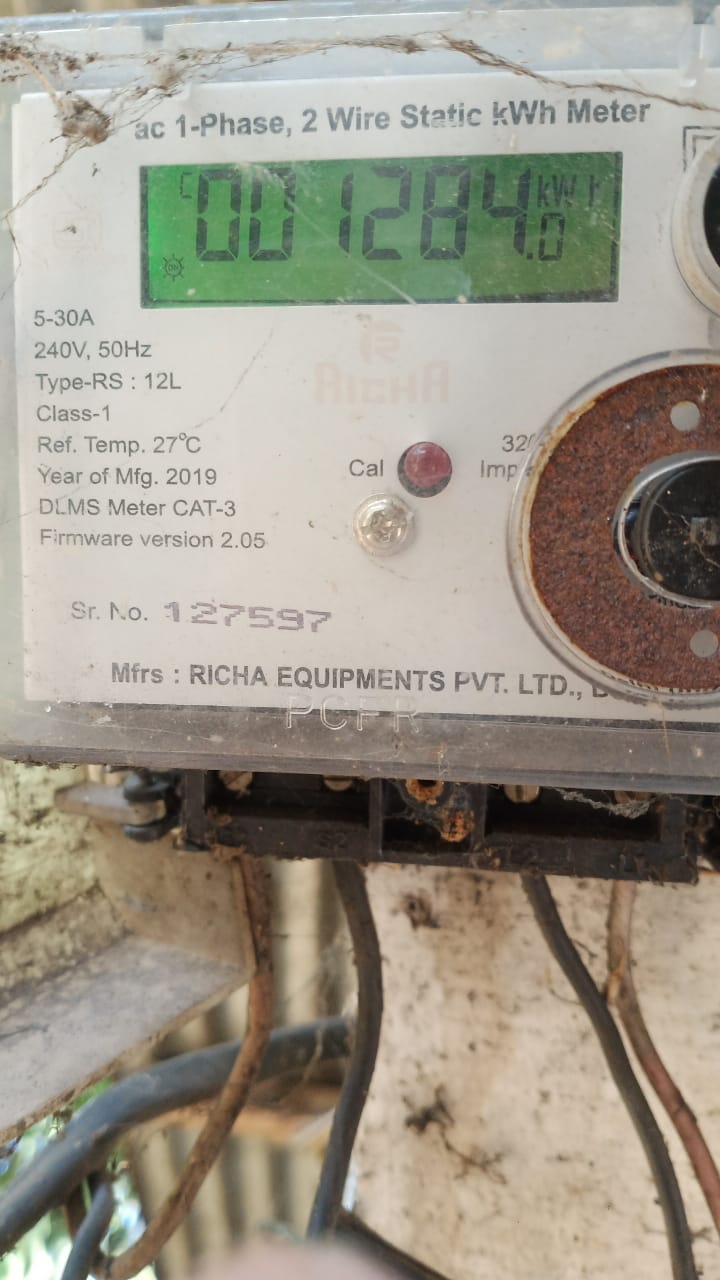 ac 1-Phase, 2 Wire Static kWh Meter
C 001284.0 kWh
ON
5-30A
240V, 50Hz
Type-RS : 12L
Class-1
Ref. Temp. 27°C
Year of Mfg. 2019
DLMS Meter CAT-3
Firmware version 2.05
RICHA
Cal
Sr. No. 127597
Mfrs : RICHA EQUIPMENTS PVT. LTD.,